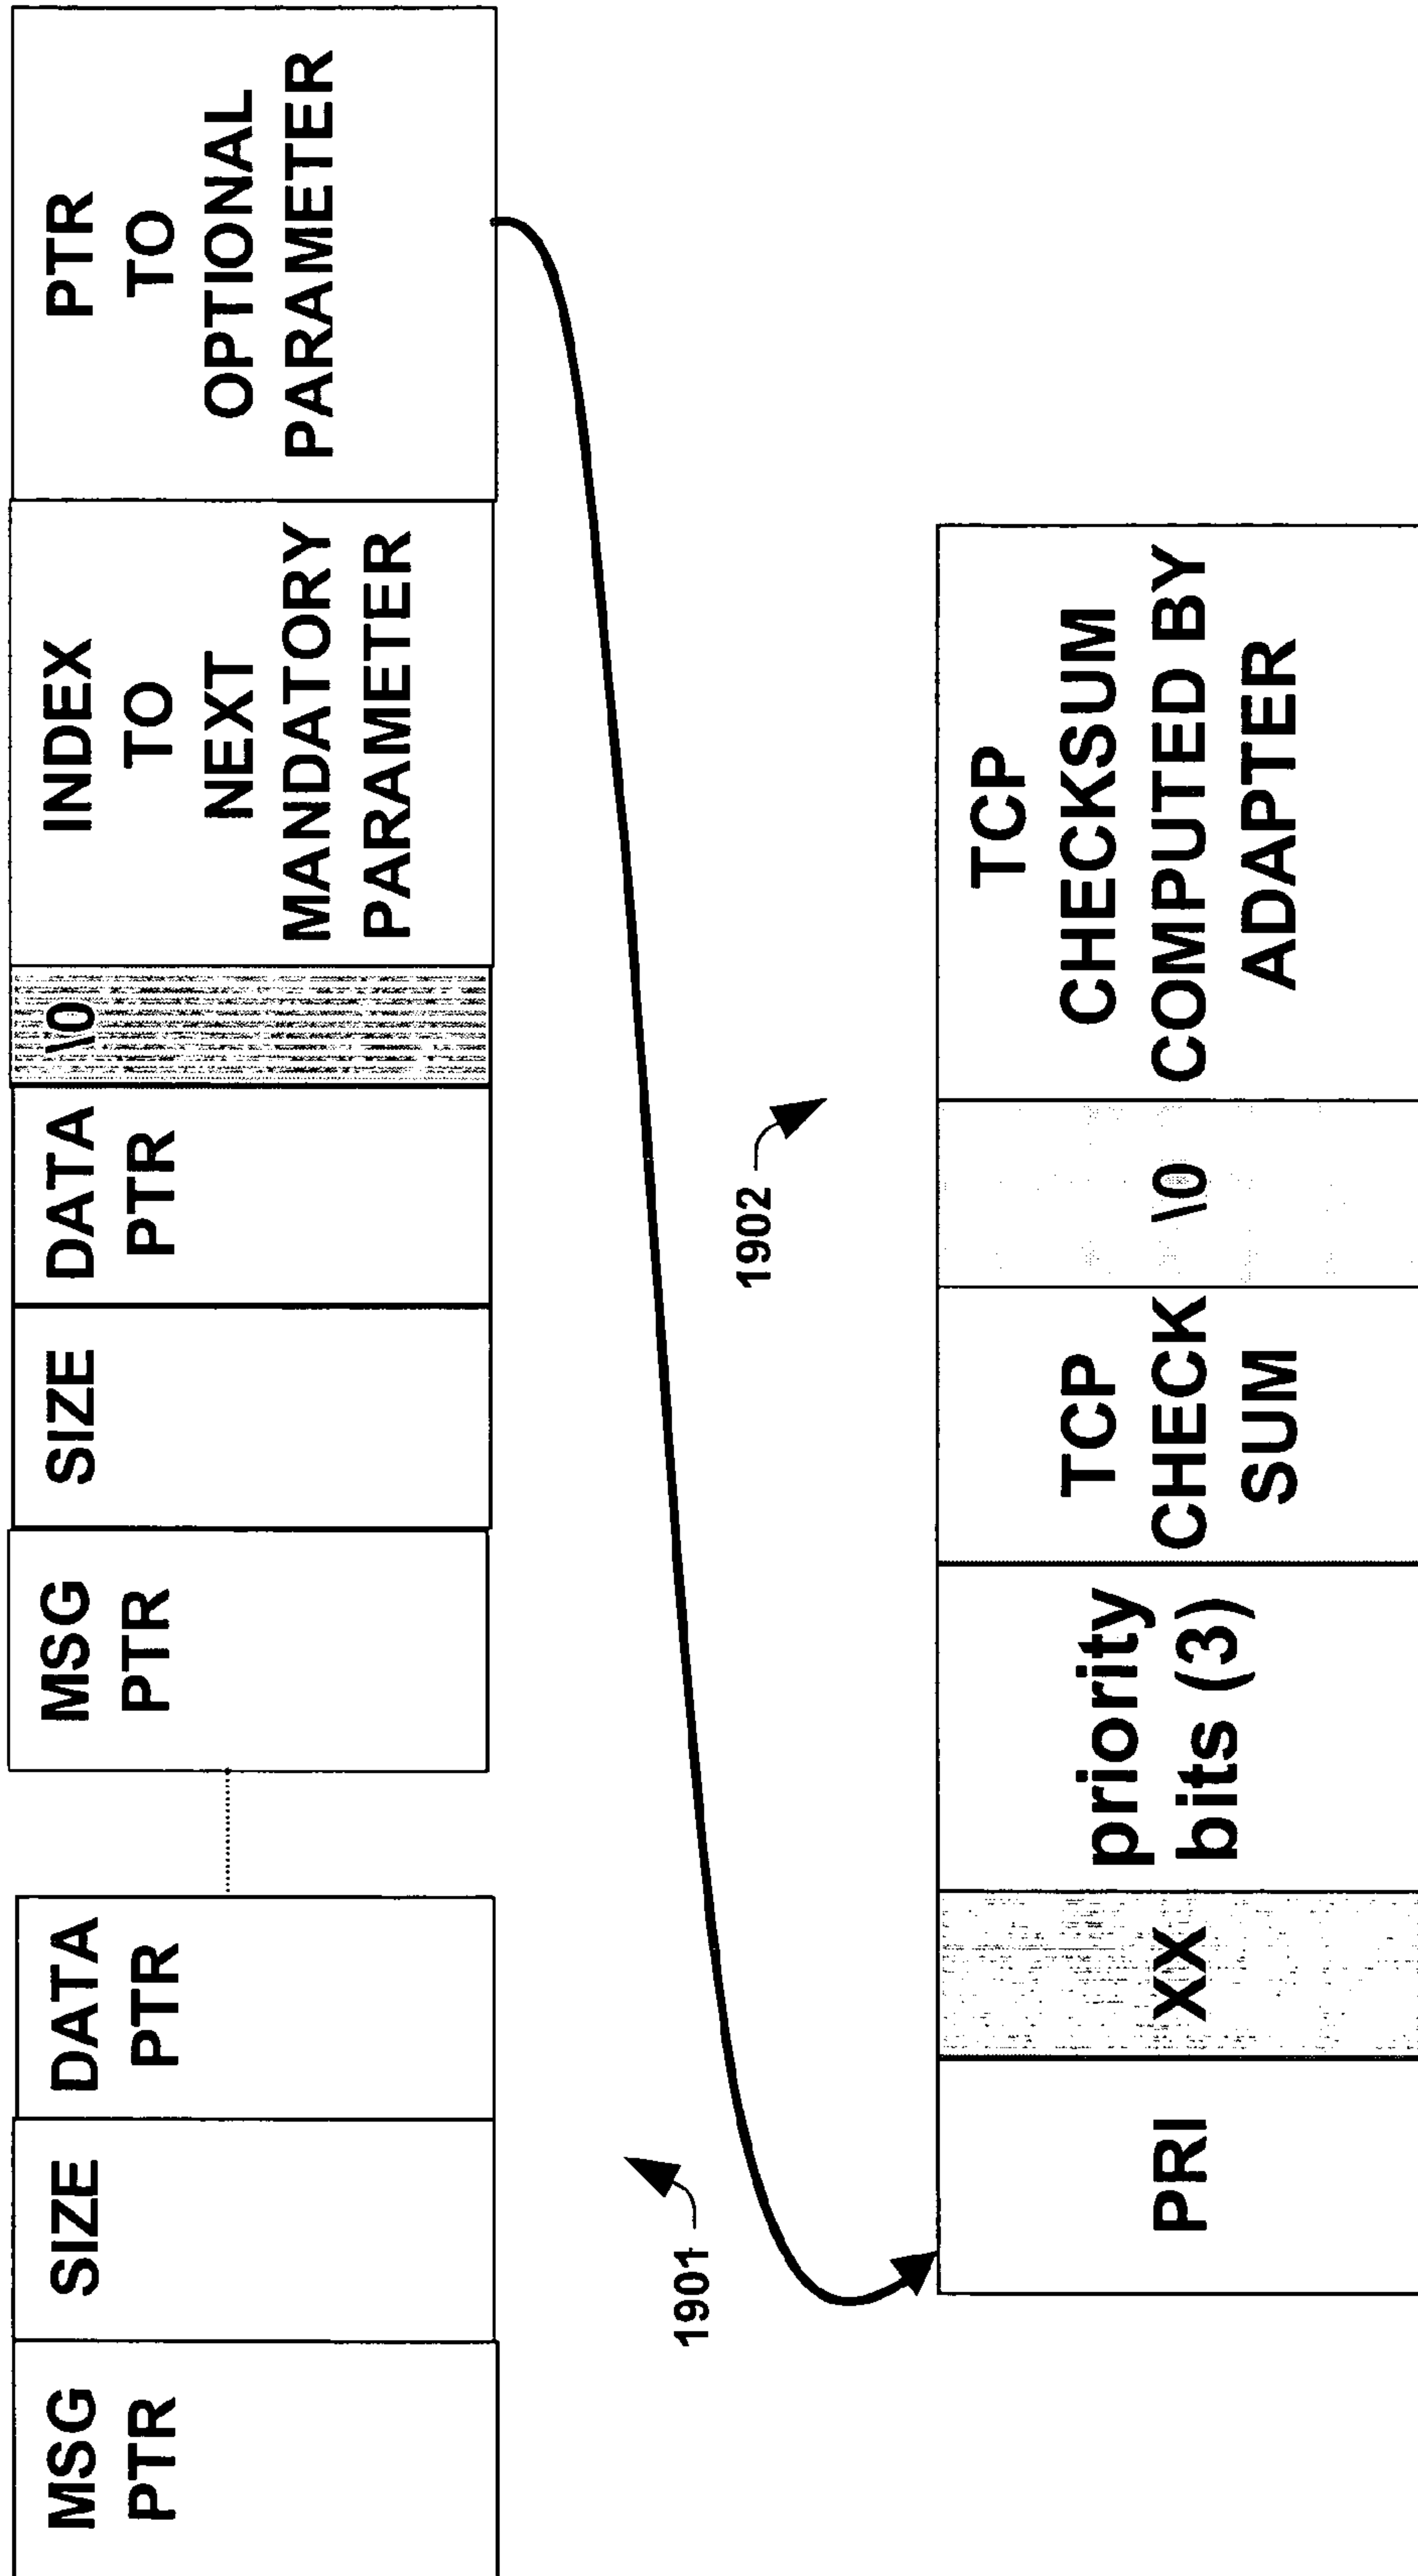 MSG
PTR
SIZE
DATA
PTR
MSG
PTR
SIZE
DATA
PTR
\0
INDEX
TO
NEXT
MANDATORY
PARAMETER
PTR
TO
OPTIONAL
PARAMETER
1901
1902
PRI
XX
priority
bits (3)
TCP
CHECK
SUM
\0
TCP
CHECKSUM
COMPUTED BY
ADAPTER